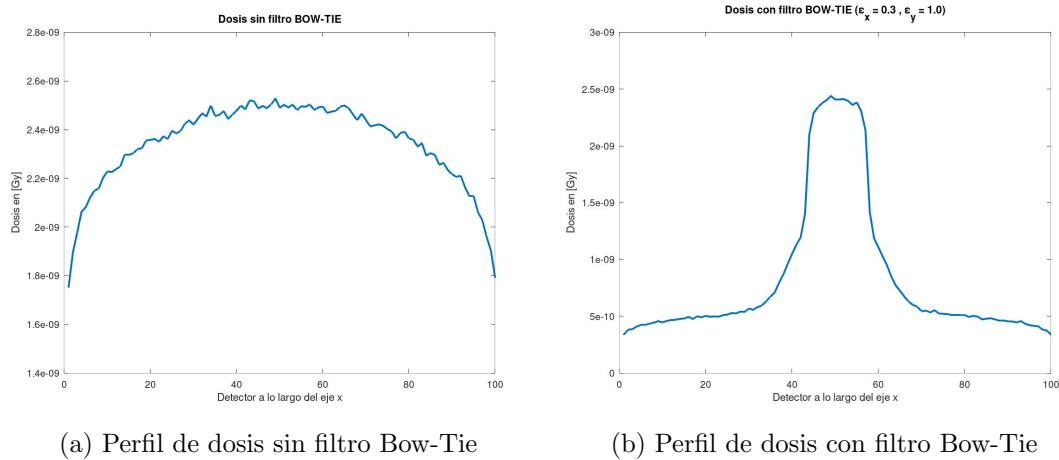 Dosis sin filtro BOW-TIE
2.8e-09
2.6e-09
2.4e-09
2.2e-09
2e-09
1.8e-09
1.6e-09
1.4e-09
Dosis en [Gy]
0 20 40 60 80 100
Detector a lo largo del eje x
(a) Perfil de dosis sin filtro Bow-Tie
Dosis con filtro BOW-TIE (ε_x = 0.3 , ε_y = 1.0)
3e-09
2.5e-09
2e-09
1.5e-09
1e-09
5e-10
0
Dosis en [Gy]
0 20 40 60 80 100
Detector a lo largo del eje x
(b) Perfil de dosis con filtro Bow-Tie